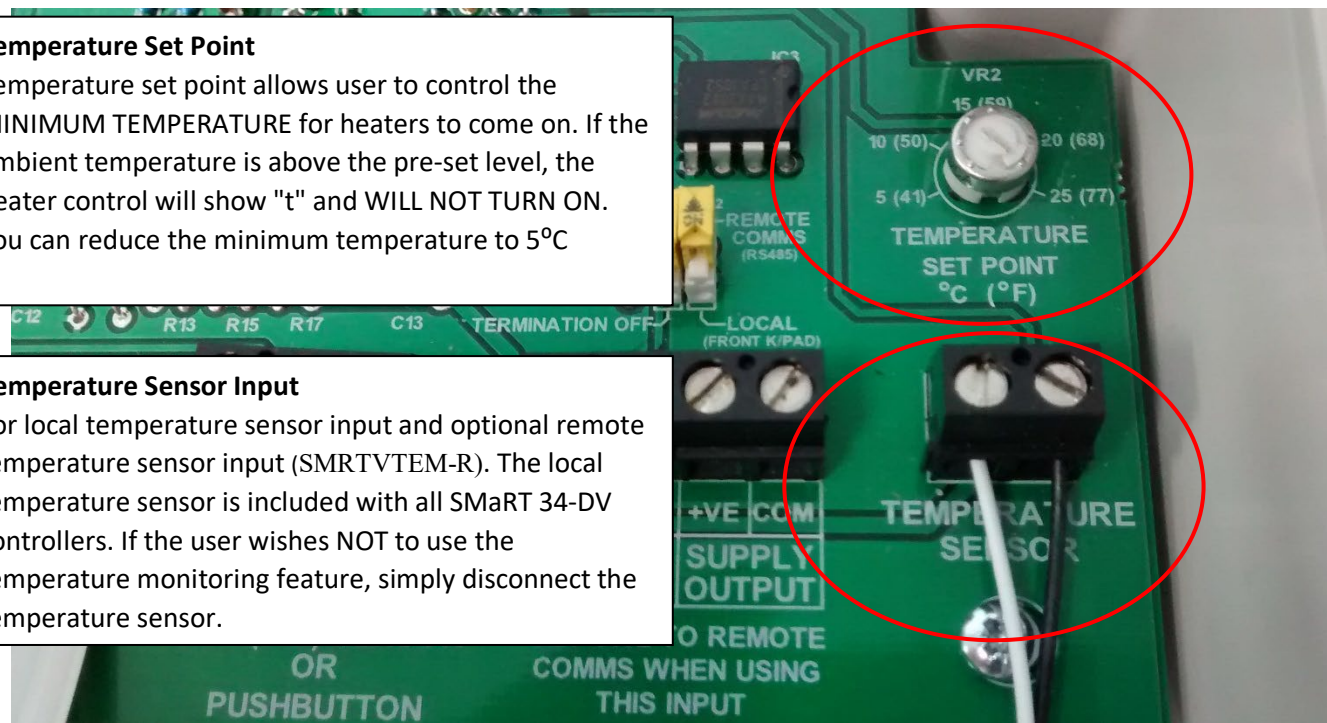 emperature Set Point
emperature set point allows user to control the
INIMUM TEMPERATURE for heaters to come on. If the
mbient temperature is above the pre-set level, the
eater control will show "t" and WILL NOT TURN ON.
ou can reduce the minimum temperature to 5⁰C
IC3
VR2
15 (59)
10 (50)
20 (68)
5 (41)
25 (77)
TEMPERATURE
SET POINT
°C (°F)
REMOTE
COMMS
(RS485)
C12
R13
R15
R17
C13
TERMINATION OFF
LOCAL
(FRONT K/PAD)
emperature Sensor Input
or local temperature sensor input and optional remote
emperature sensor input (SMRTVTEM-R). The local
emperature sensor is included with all SMaRT 34-DV
ontrollers. If the user wishes NOT to use the
emperature monitoring feature, simply disconnect the
emperature sensor.
+VE COM
SUPPLY
OUTPUT
TEMPERATURE
SENSOR
TO REMOTE
COMMS WHEN USING
THIS INPUT
OR
PUSHBUTTON